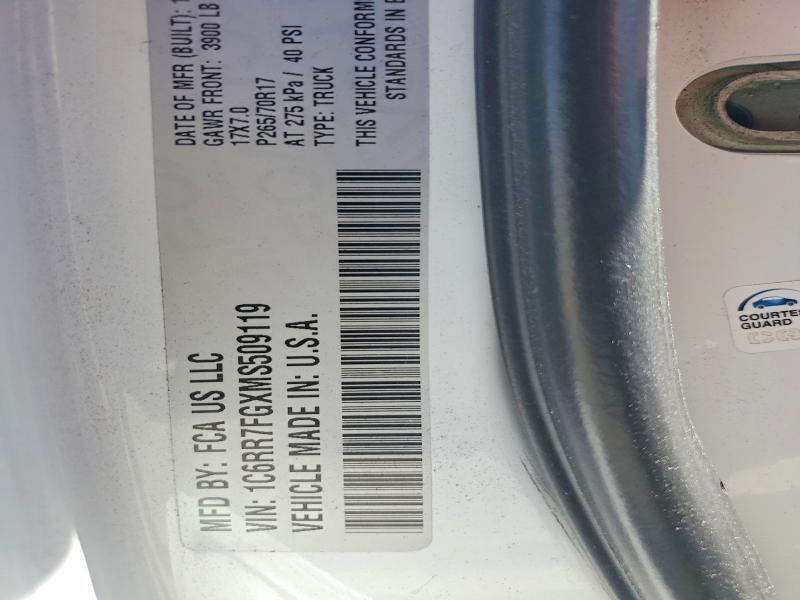 MFD BY: FCA US LLC
DATE OF MFR (BUILT):
VIN: 1C6RR7FGXMS509119
GAWR FRONT: 3900 LB
VEHICLE MADE IN: U.S.A.
17X7.0
P265/70R17
AT 275 kPa / 40 PSI
TYPE: TRUCK
THIS VEHICLE CONFORM
STANDARDS IN
COURTES
GUARD